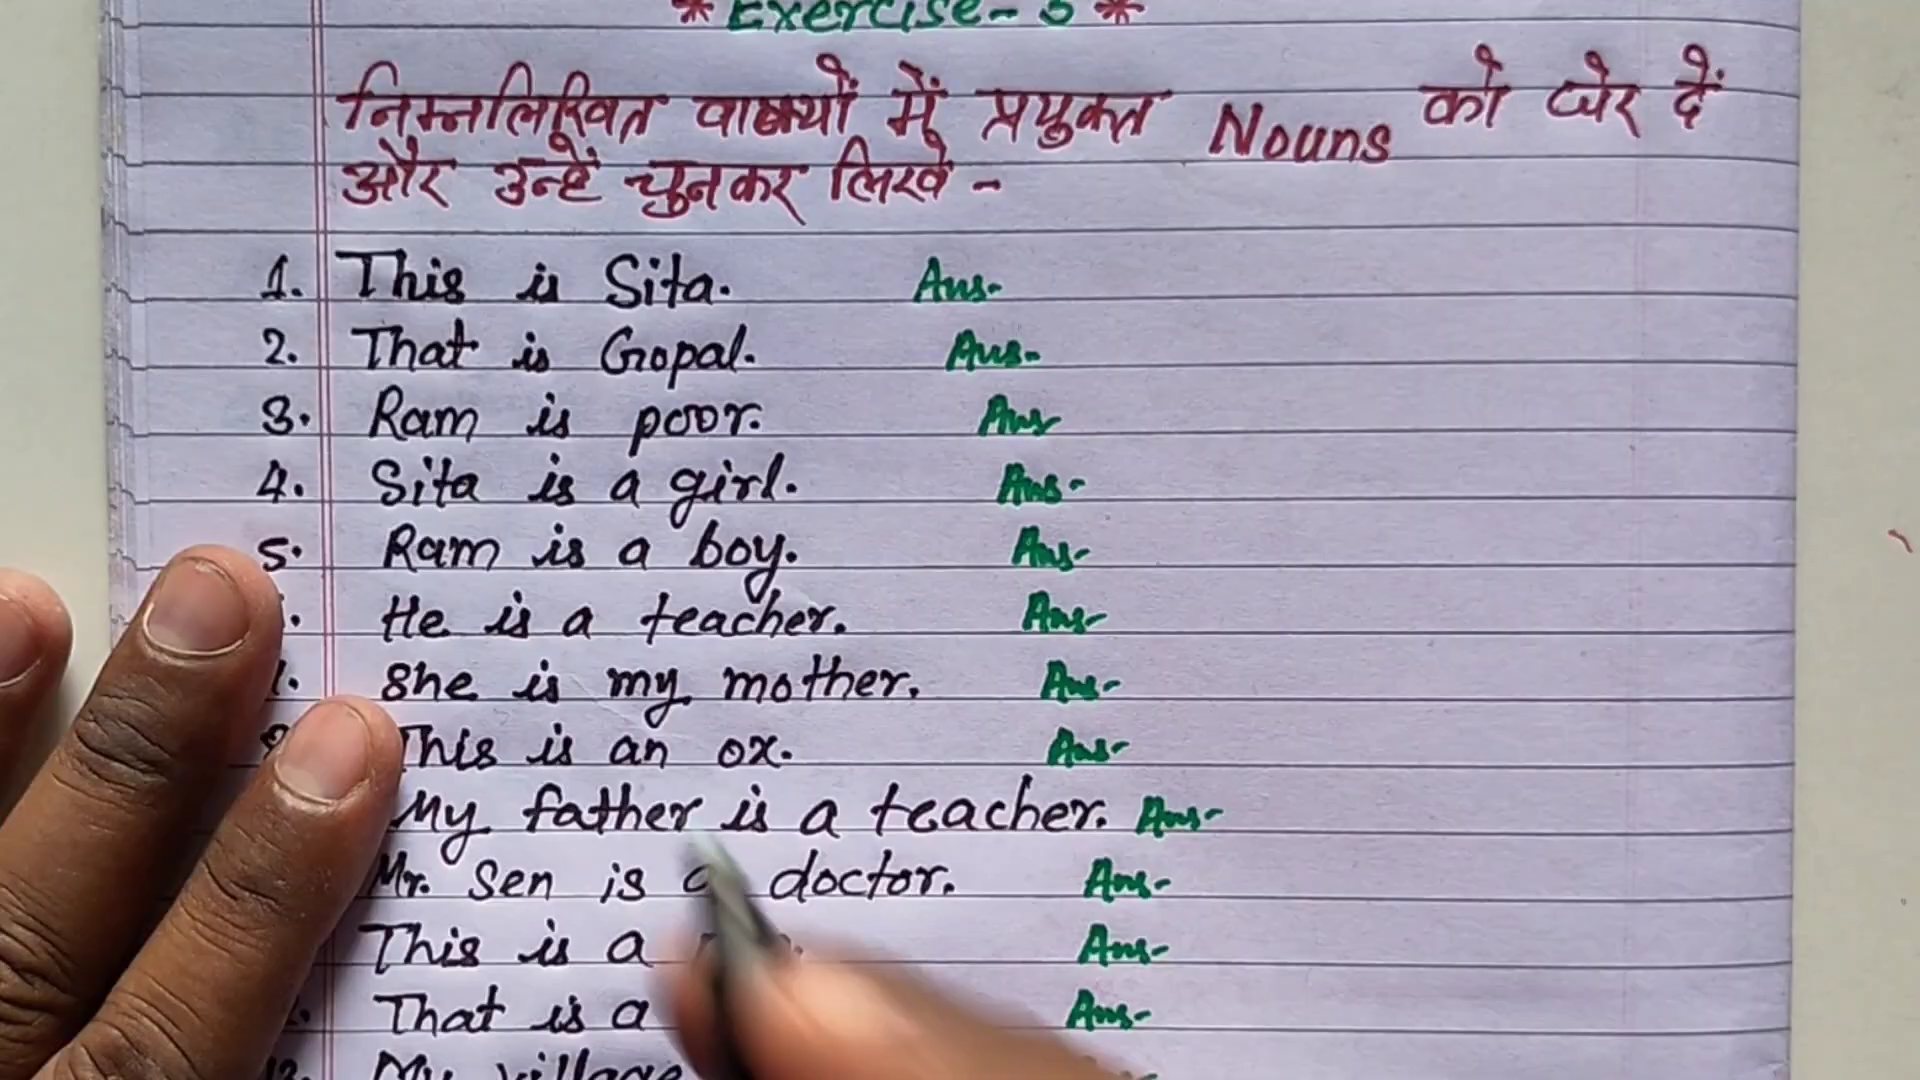 * Exercise- 3 *
निम्नलिखित वाक्यों में प्रयुक्त Nouns को घेर दें
और उन्हें चुनकर लिखे -
1. This is Sita. Ans-
2. That is Gopal. Ans-
3. Ram is poor. Ans-
4. Sita is a girl. Ans-
5. Ram is a boy. Ans-
He is a teacher. Ans-
She is my mother. Ans-
This is an ox. Ans-
My father is a teacher. Ans-
Mr. Sen is a doctor. Ans-
This is a Ans-
That is a Ans-
My village